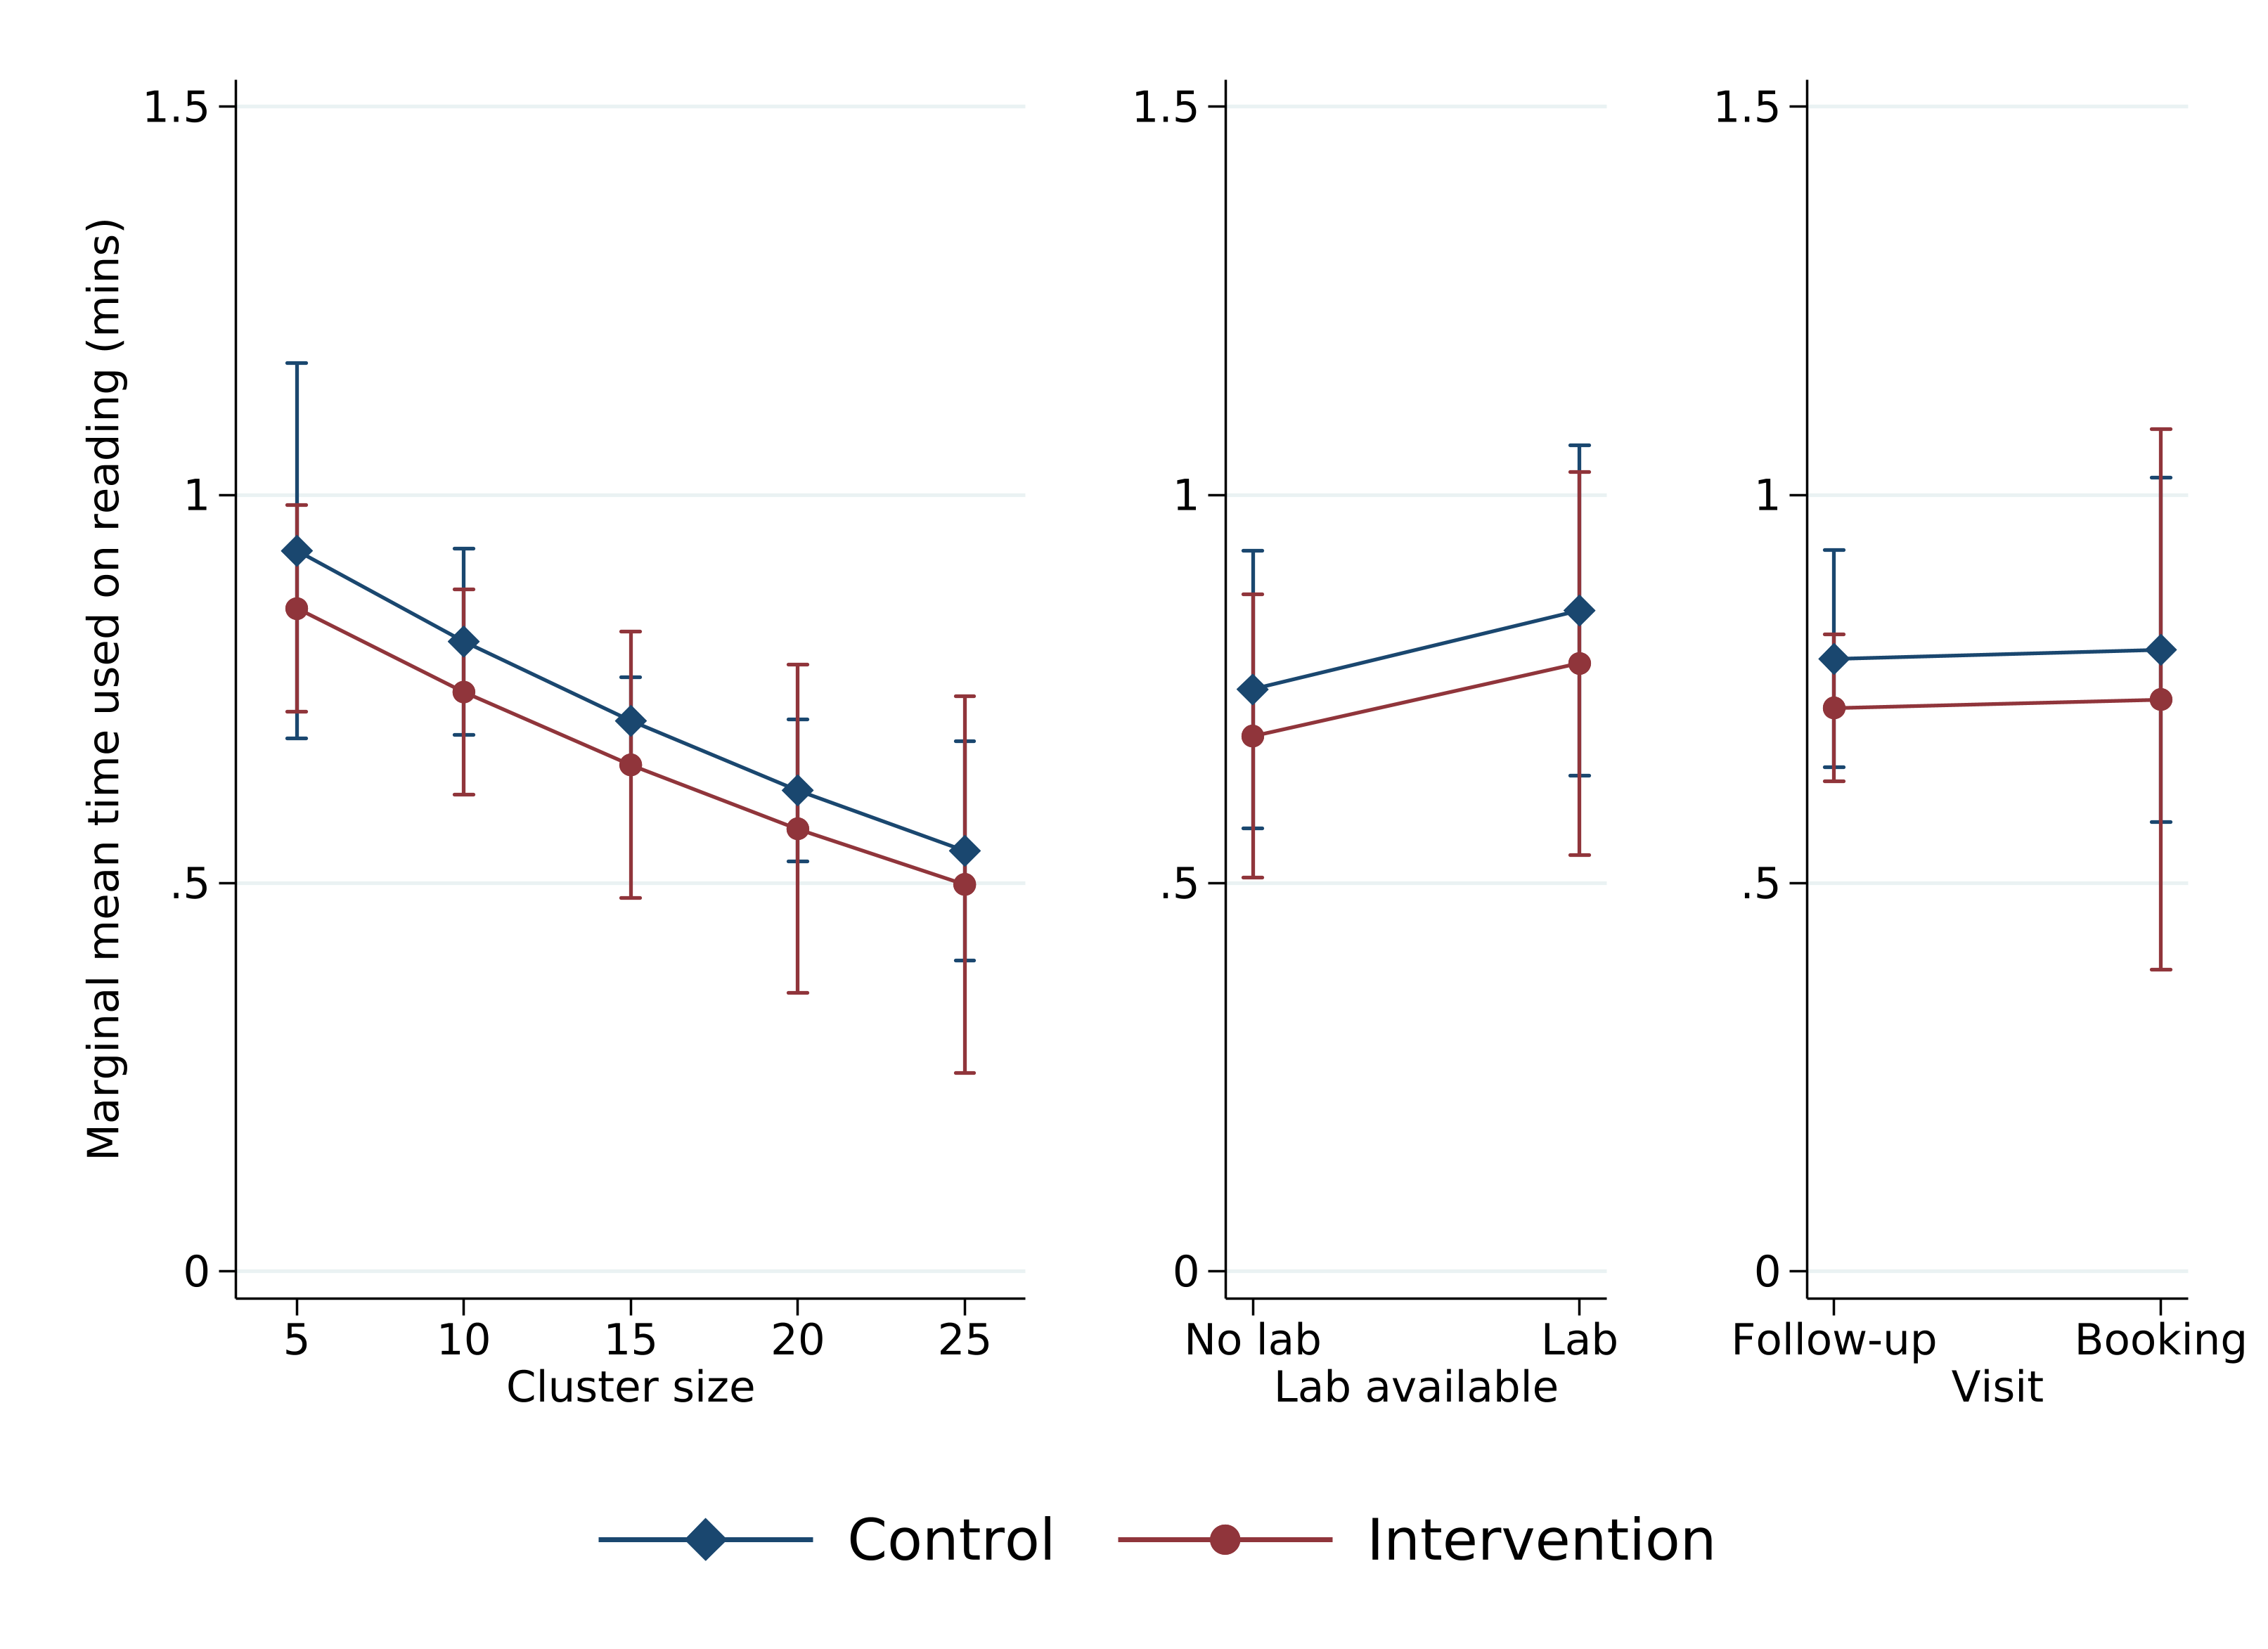 Marginal mean time used on reading (mins)
1.5
1
.5
0
5 10 15 20 25
Cluster size
1.5
1
.5
0
No lab Lab
Lab available
1.5
1
.5
0
Follow-up Booking
Visit
Control Intervention